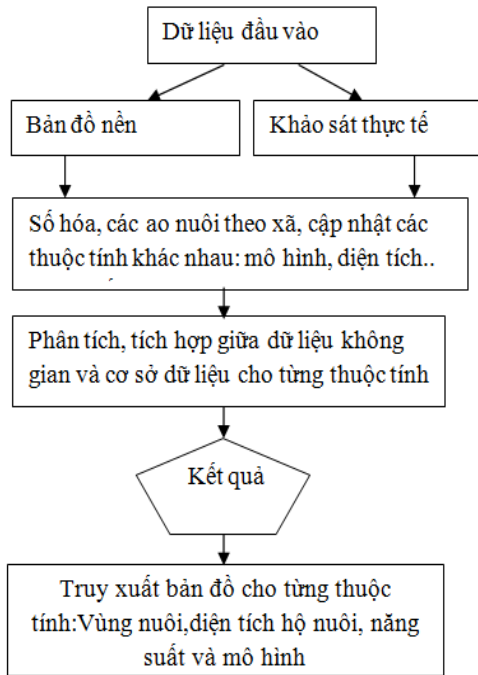 Dữ liệu đầu vào
Bản đồ nền
Khảo sát thực tế
Số hóa, các ao nuôi theo xã, cập nhật các
thuộc tính khác nhau: mô hình, diện tích..
Phân tích, tích hợp giữa dữ liệu không
gian và cơ sở dữ liệu cho từng thuộc tính
Kết quả
Truy xuất bản đồ cho từng thuộc
tính:Vùng nuôi,diện tích hộ nuôi, năng
suất và mô hình